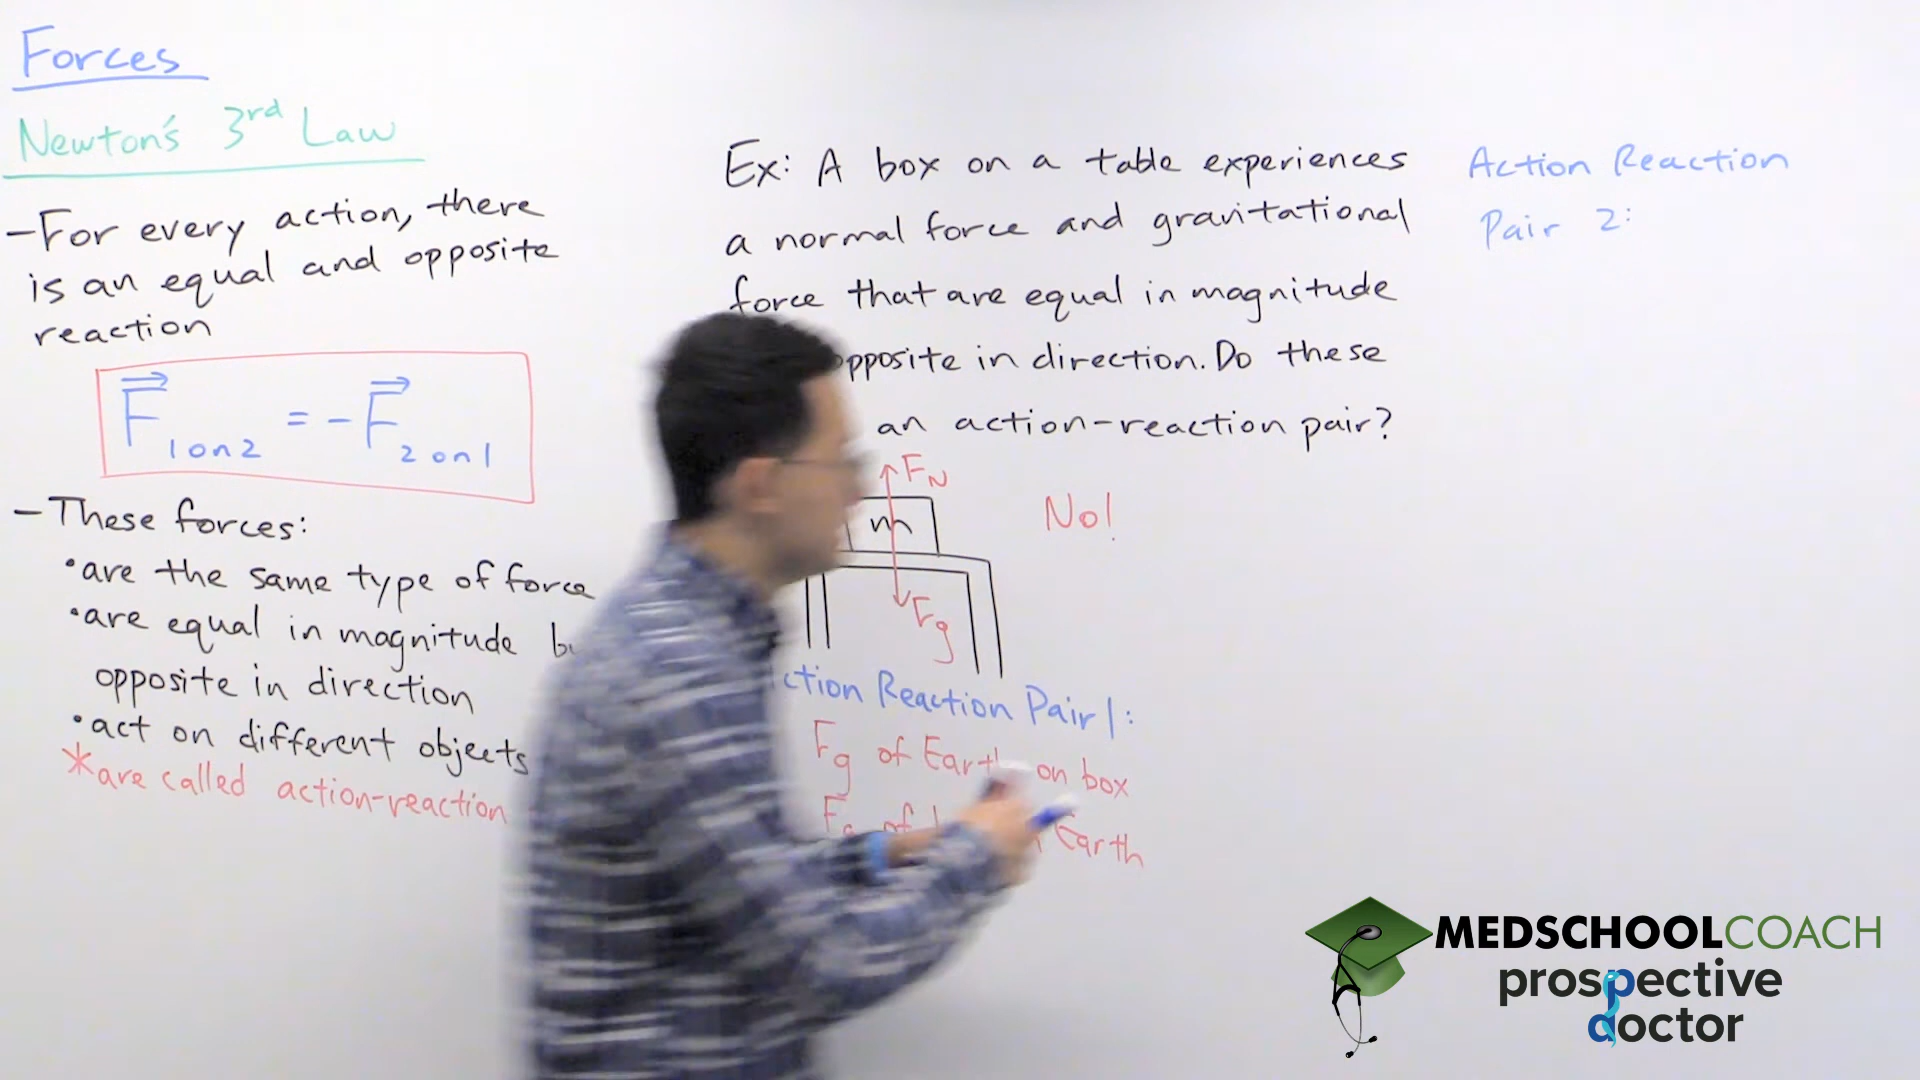 Forces
Newton's 3rd Law
-For every action, there
is an equal and opposite
reaction
F 1 on 2 = -F 2 on 1
-These forces:
•are the same type of force
•are equal in magnitude
opposite in direction
•act on different objects
*are called action-reaction
Ex: A box on a table experiences
a normal force and gravitational
force that are equal in magnitude
opposite in direction. Do these
an action-reaction pair?
FN
m
No!
Fg
Reaction Pair 1:
Fg of Earth on box
of Earth
Action Reaction
Pair 2:
MEDSCHOOLCOACH
prospective
doctor